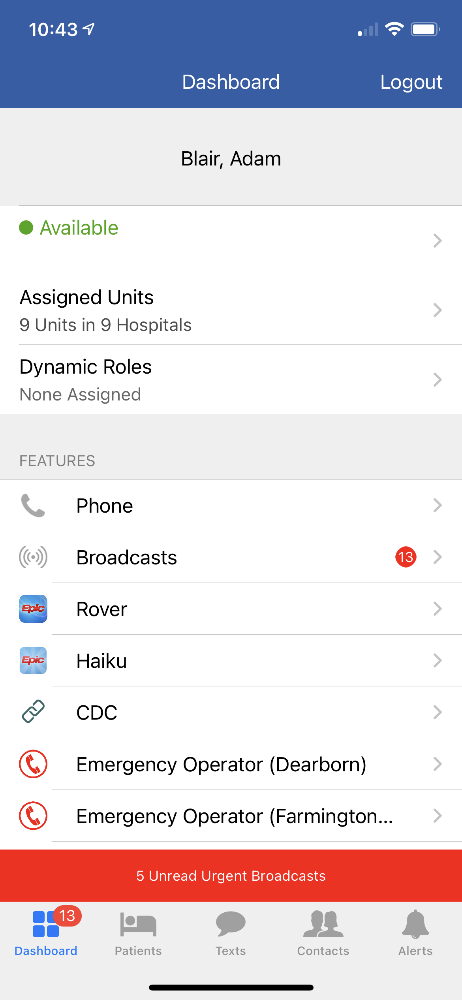 10:43
Dashboard
Logout
Blair, Adam
Available
Assigned Units
9 Units in 9 Hospitals
Dynamic Roles
None Assigned
FEATURES
Phone
Broadcasts
13
Epic
Rover
Epic
Haiku
CDC
Emergency Operator (Dearborn)
Emergency Operator (Farmington...
5 Unread Urgent Broadcasts
13
Dashboard
Patients
Texts
Contacts
Alerts